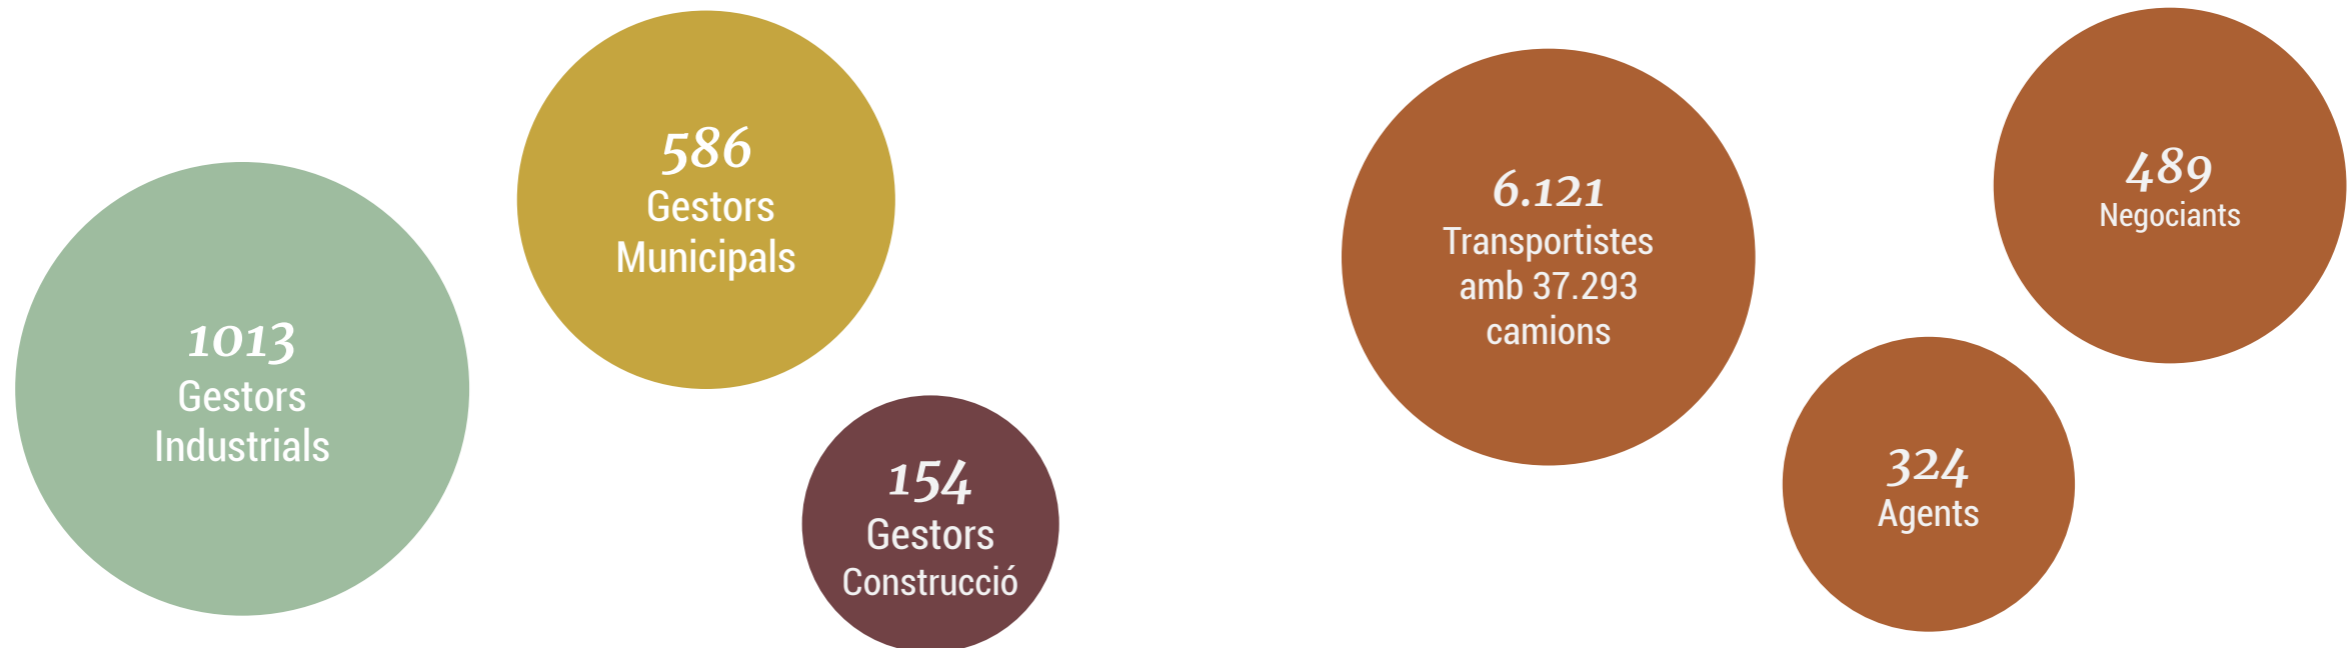 1013
Gestors
Industrials
586
Gestors
Municipals
154
Gestors
Construcció
6.121
Transportistes
amb 37.293
camions
489
Negociants
324
Agents